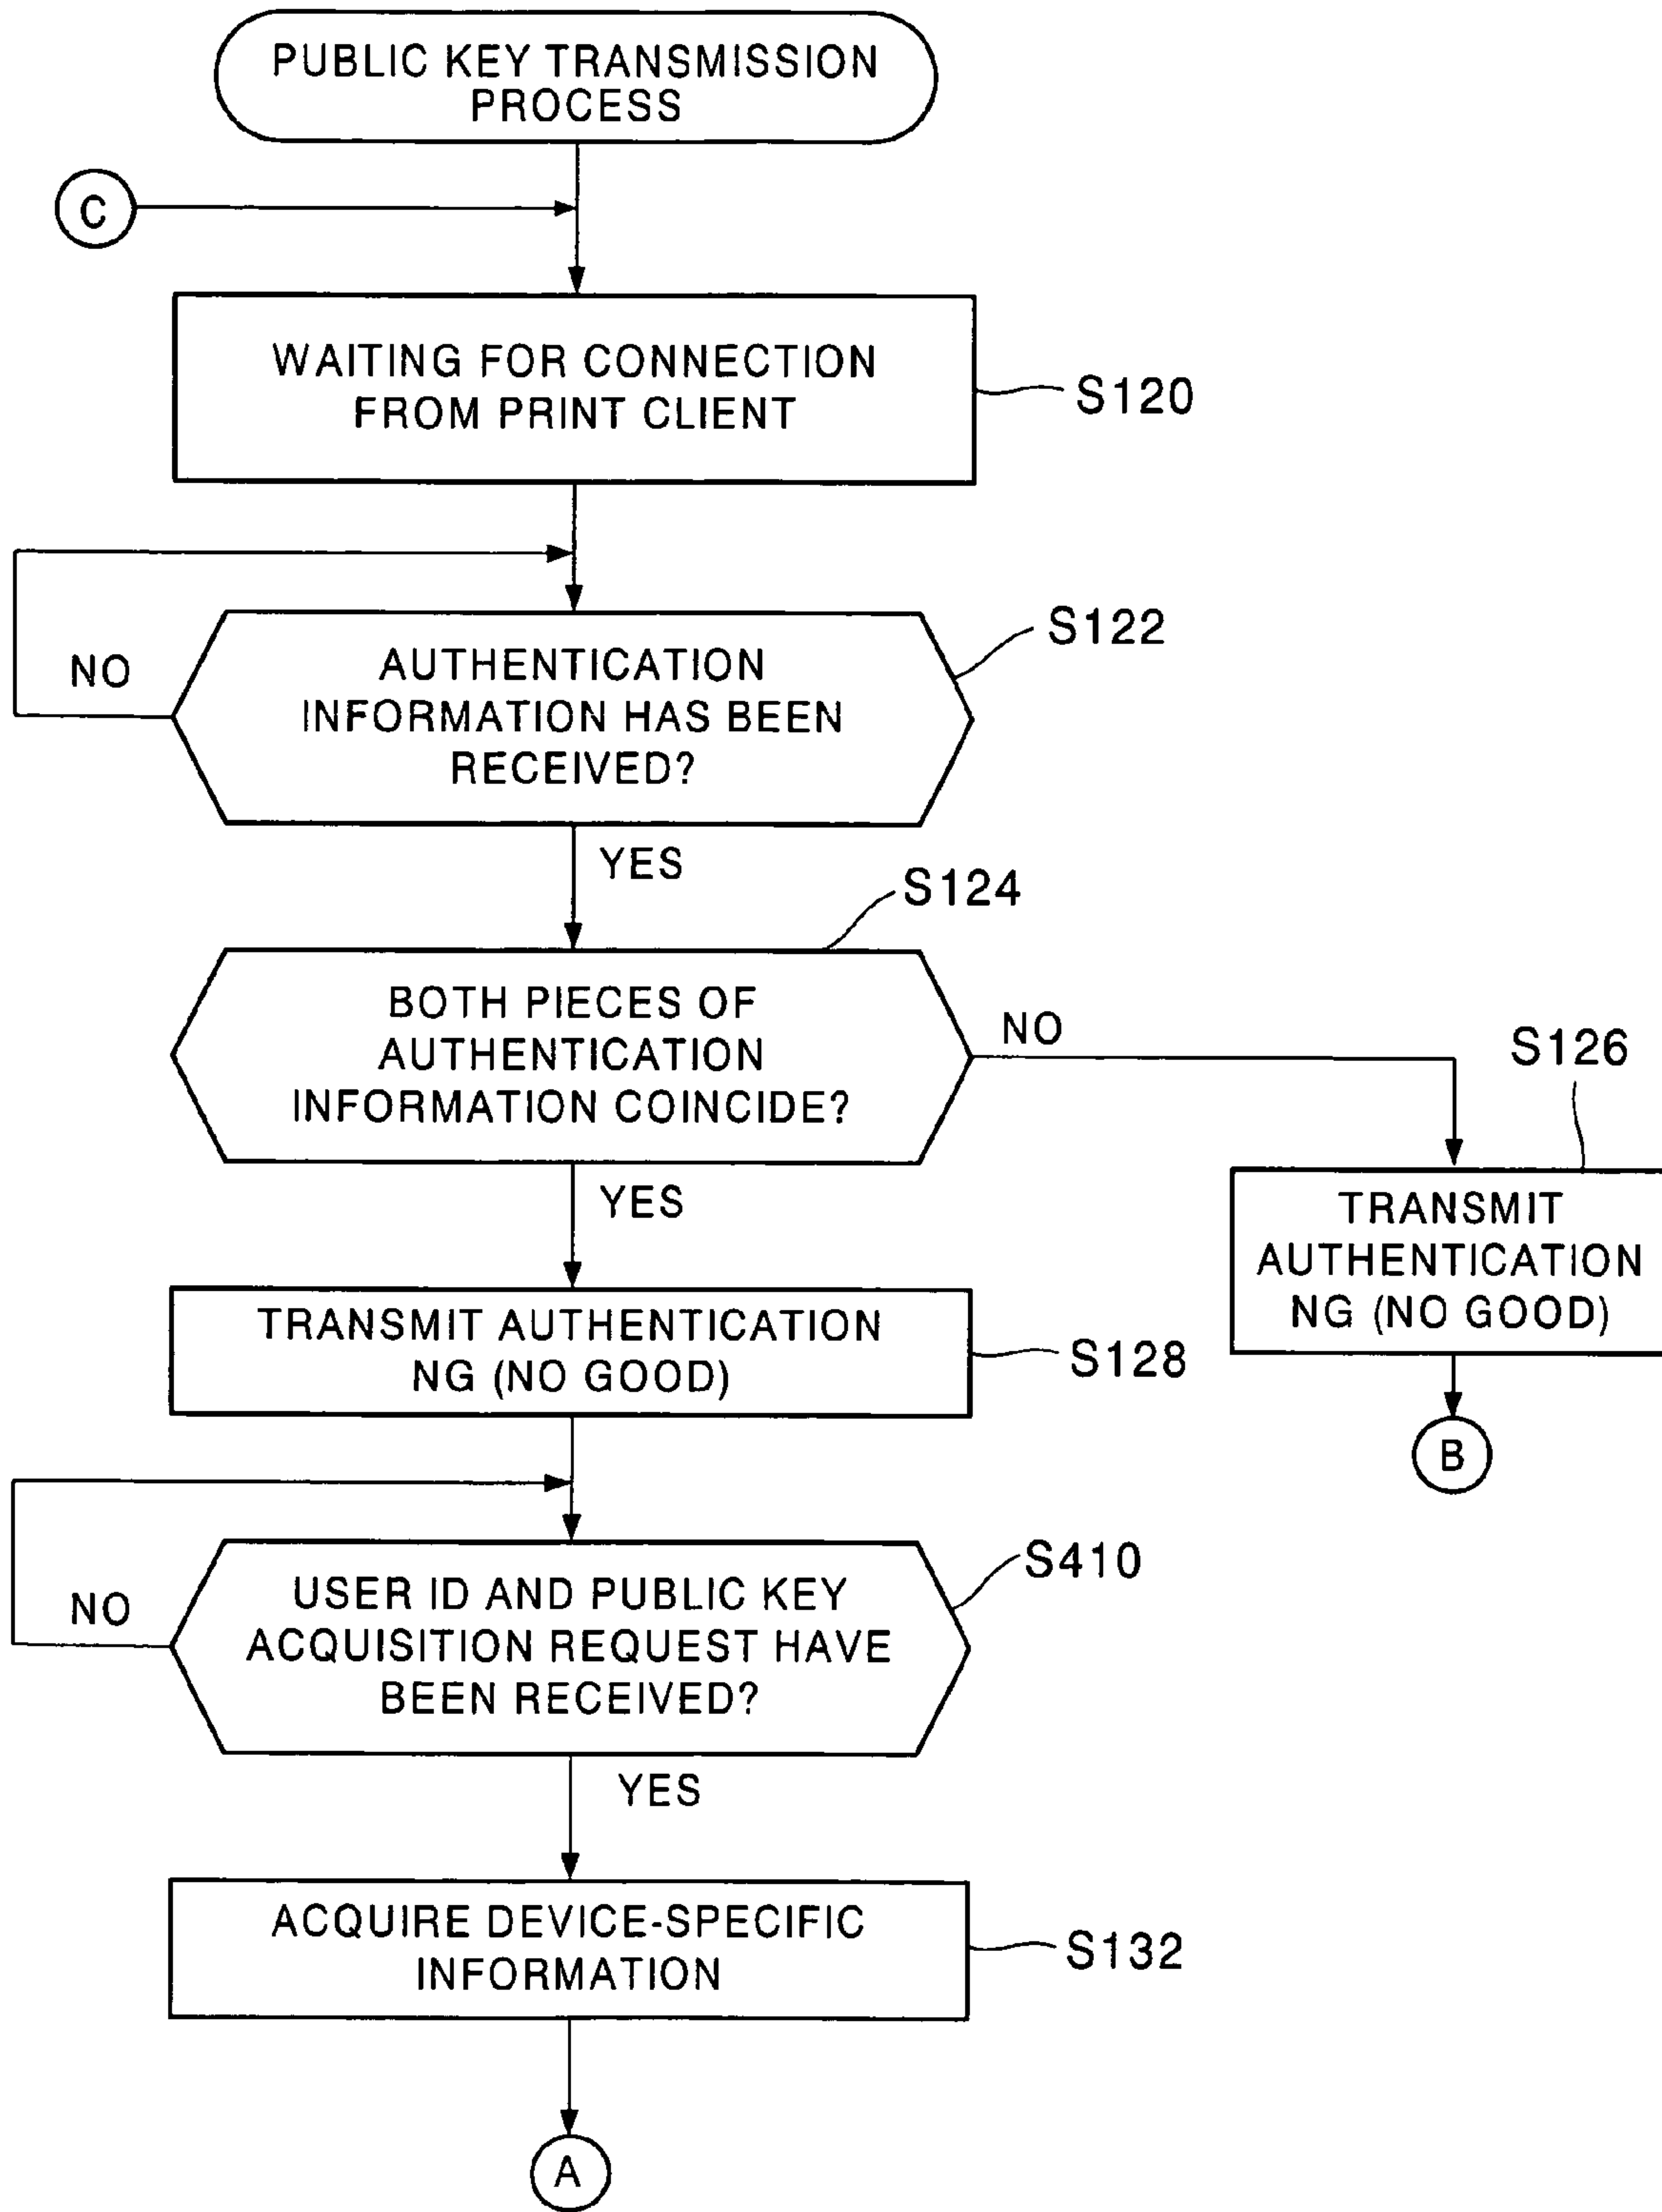 PUBLIC KEY TRANSMISSION
PROCESS
C
WAITING FOR CONNECTION
FROM PRINT CLIENT
S120
AUTHENTICATION
INFORMATION HAS BEEN
RECEIVED?
S122
NO
YES
S124
BOTH PIECES OF
AUTHENTICATION
INFORMATION COINCIDE?
NO
YES
S126
TRANSMIT
AUTHENTICATION
NG (NO GOOD)
B
TRANSMIT AUTHENTICATION
NG (NO GOOD)
S128
USER ID AND PUBLIC KEY
ACQUISITION REQUEST HAVE
BEEN RECEIVED?
S410
NO
YES
ACQUIRE DEVICE-SPECIFIC
INFORMATION
S132
A